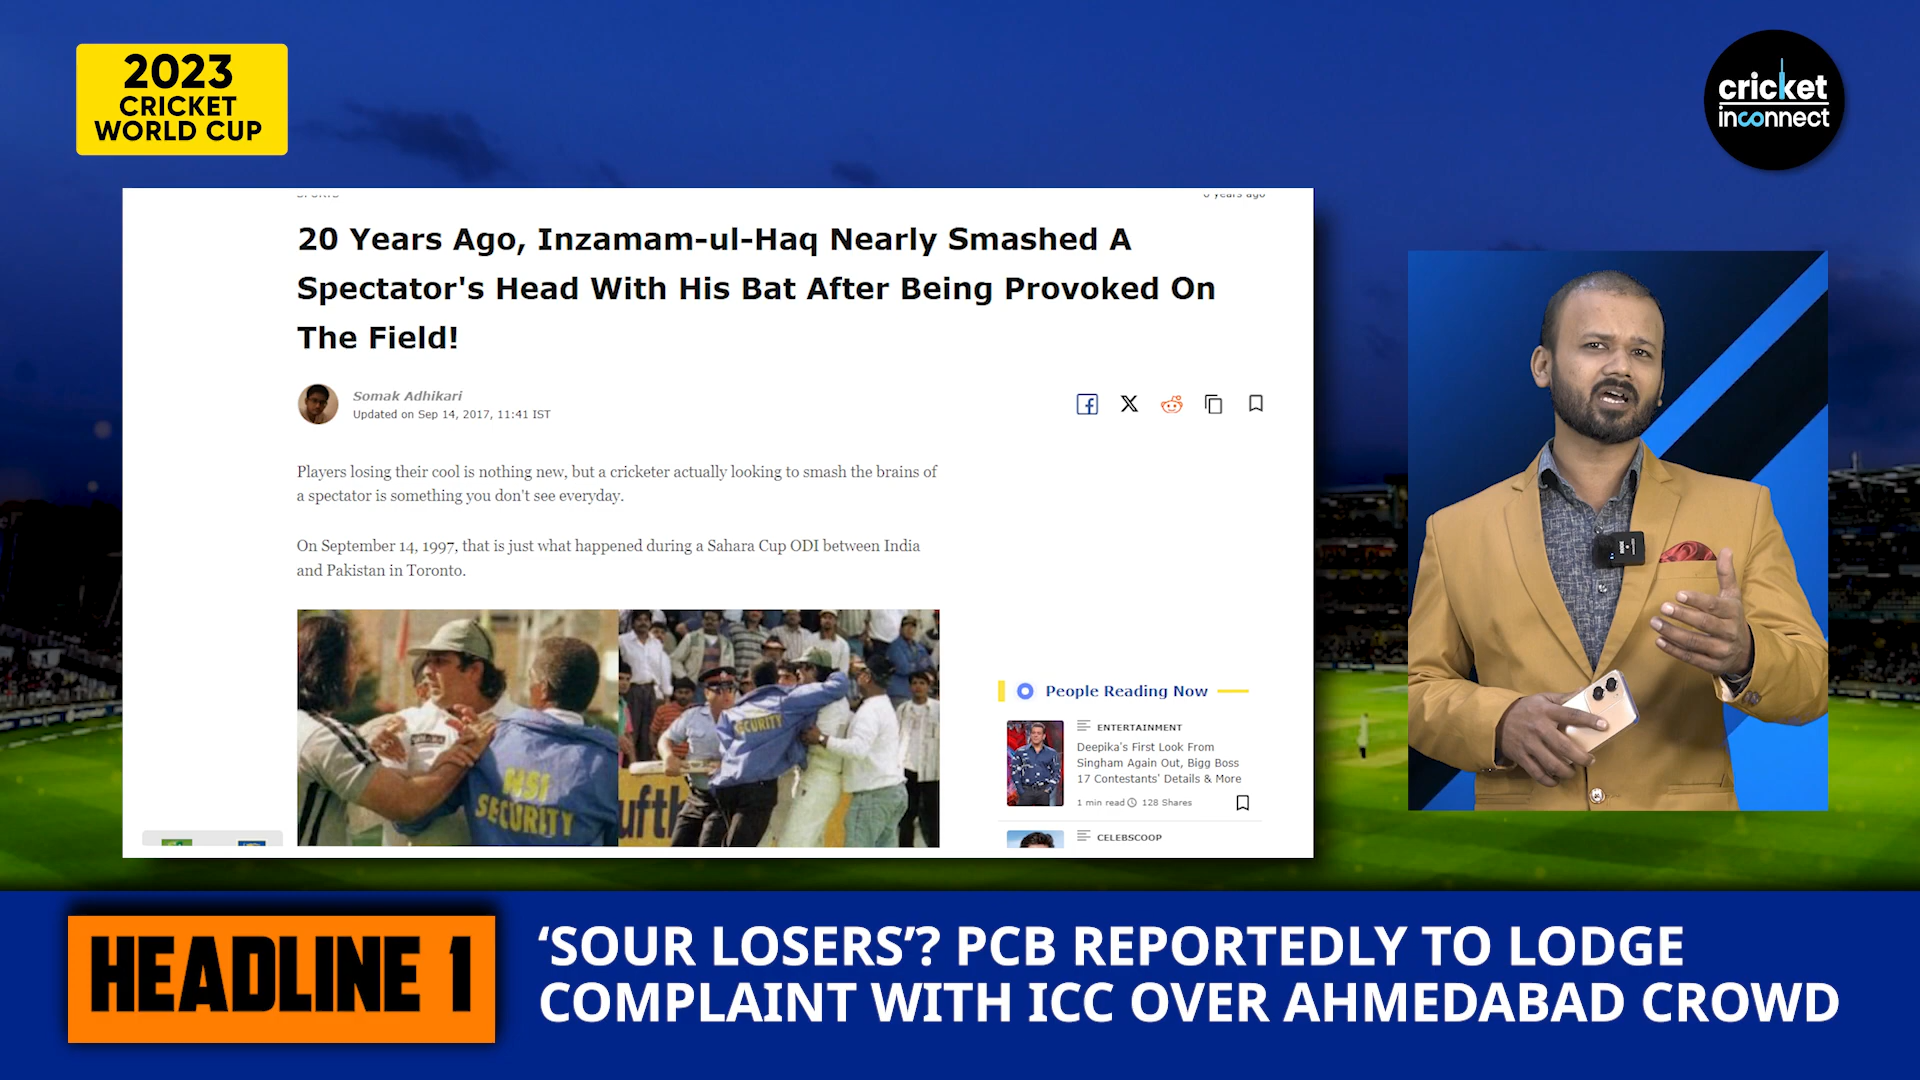 2023
CRICKET
WORLD CUP
cricket
inconnect
6 years ago
20 Years Ago, Inzamam-ul-Haq Nearly Smashed A
Spectator's Head With His Bat After Being Provoked On
The Field!
Somak Adhikari
Updated on Sep 14, 2017, 11:41 IST
Players losing their cool is nothing new, but a cricketer actually looking to smash the brains of
a spectator is something you don't see everyday.
On September 14, 1997, that is just what happened during a Sahara Cup ODI between India
and Pakistan in Toronto.
SECURITY
SECURITY
People Reading Now
ENTERTAINMENT
Deepika's First Look From
Singham Again Out, Bigg Boss
17 Contestants' Details & More
1 min read 128 Shares
CELEBSCOOP
HEADLINE 1
‘SOUR LOSERS’? PCB REPORTEDLY TO LODGE
COMPLAINT WITH ICC OVER AHMEDABAD CROWD